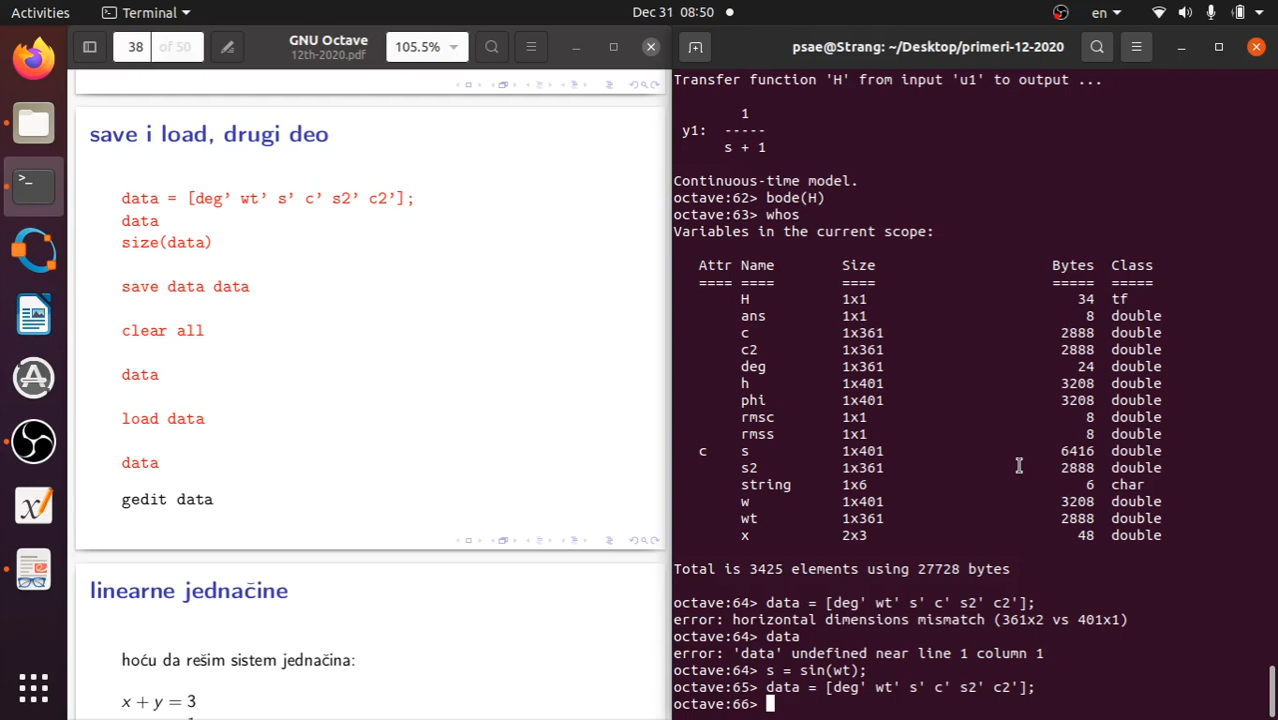 Activities
Terminal
Dec 31 08:50
en
38 of 50
GNU Octave
12th-2020.pdf
105.5%
save i load, drugi deo
data = [deg’ wt’ s’ c’ s2’ c2’];
data
size(data)
save data data
clear all
data
load data
data
gedit data
linearne jednačine
hoću da rešim sistem jednačina:
x + y = 3
psae@Strang: ~/Desktop/primeri-12-2020
Transfer function 'H' from input 'u1' to output ...
1
y1: -----
s + 1
Continuous-time model.
octave:62> bode(H)
octave:63> whos
Variables in the current scope:
Attr Name Size Bytes Class
==== ==== ==== ===== =====
H 1x1 34 tf
ans 1x1 8 double
c 1x361 2888 double
c2 1x361 2888 double
deg 1x361 24 double
h 1x401 3208 double
phi 1x401 3208 double
rmsc 1x1 8 double
rmss 1x1 8 double
c s 1x401 6416 double
s2 1x361 2888 double
string 1x6 6 char
w 1x401 3208 double
wt 1x361 2888 double
x 2x3 48 double
Total is 3425 elements using 27728 bytes
octave:64> data = [deg' wt' s' c' s2' c2'];
error: horizontal dimensions mismatch (361x2 vs 401x1)
octave:64> data
error: 'data' undefined near line 1 column 1
octave:64> s = sin(wt);
octave:65> data = [deg' wt' s' c' s2' c2'];
octave:66>